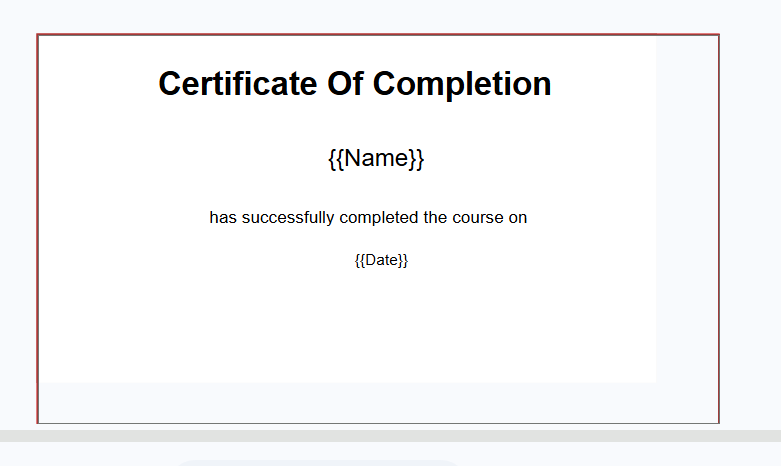 Certificate Of Completion
{{Name}}
has successfully completed the course on
{{Date}}